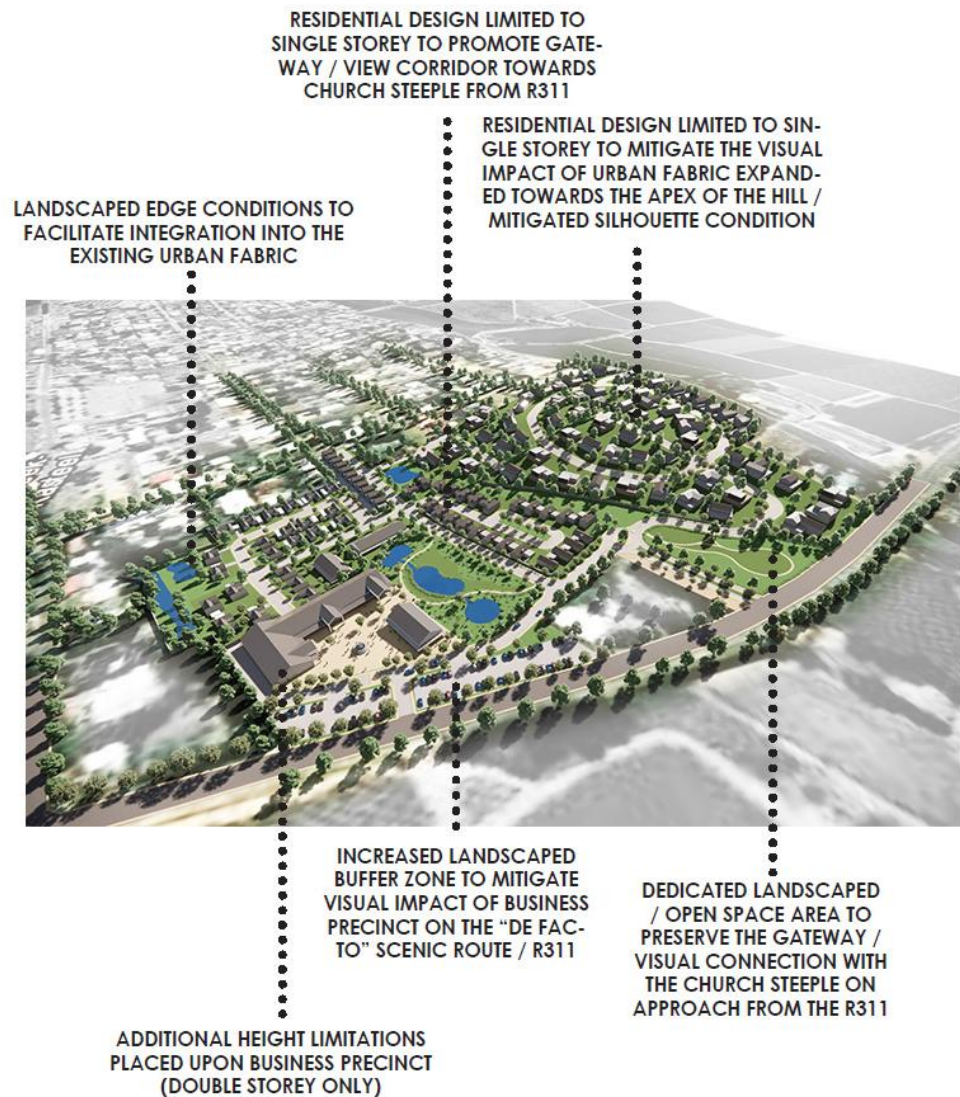 RESIDENTIAL DESIGN LIMITED TO
SINGLE STOREY TO PROMOTE GATE-
WAY / VIEW CORRIDOR TOWARDS
CHURCH STEEPLE FROM R311
RESIDENTIAL DESIGN LIMITED TO SIN-
GLE STOREY TO MITIGATE THE VISUAL
IMPACT OF URBAN FABRIC EXPAND-
ED TOWARDS THE APEX OF THE HILL /
MITIGATED SILHOUETTE CONDITION
LANDSCAPED EDGE CONDITIONS TO
FACILITATE INTEGRATION INTO THE
EXISTING URBAN FABRIC
INCREASED LANDSCAPED
BUFFER ZONE TO MITIGATE
VISUAL IMPACT OF BUSINESS
PRECINCT ON THE “DE FAC-
TO” SCENIC ROUTE / R311
DEDICATED LANDSCAPED
/ OPEN SPACE AREA TO
PRESERVE THE GATEWAY /
VISUAL CONNECTION WITH
THE CHURCH STEEPLE ON
APPROACH FROM THE R311
ADDITIONAL HEIGHT LIMITATIONS
PLACED UPON BUSINESS PRECINCT
(DOUBLE STOREY ONLY)